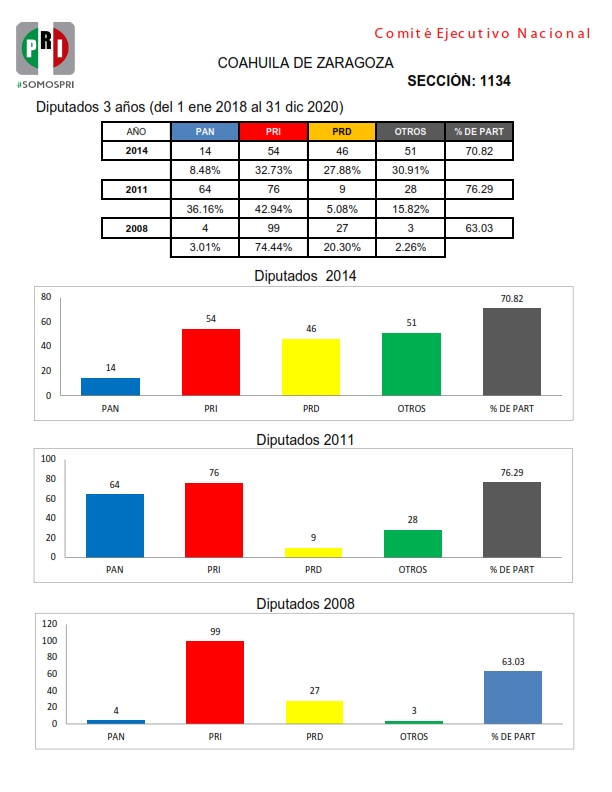 PRI
#SOMOSPRI
Comité Ejecutivo Nacional
COAHUILA DE ZARAGOZA
SECCIÓN: 1134
Diputados 3 años (del 1 ene 2018 al 31 dic 2020)
AÑO PAN PRI PRD OTROS % DE PART
2014 14 54 46 51 70.82
8.48% 32.73% 27.88% 30.91%
2011 64 76 9 28 76.29
36.16% 42.94% 5.08% 15.82%
2008 4 99 27 3 63.03
3.01% 74.44% 20.30% 2.26%
Diputados 2014
80
60
40
20
0
14 54 46 51 70.82
PAN PRI PRD OTROS % DE PART
Diputados 2011
100
80
60
40
20
0
64 76 9 28 76.29
PAN PRI PRD OTROS % DE PART
Diputados 2008
120
100
80
60
40
20
0
4 99 27 3 63.03
PAN PRI PRD OTROS % DE PART